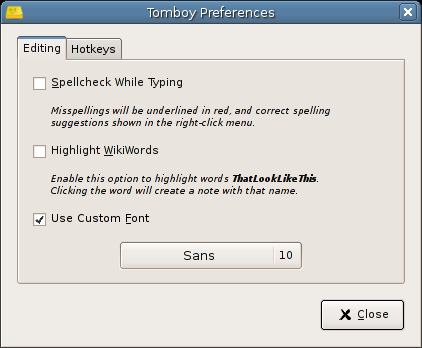 Tomboy Preferences
Editing Hotkeys
Spellcheck While Typing
Misspellings will be underlined in red, and correct spelling
suggestions shown in the right-click menu.
Highlight WikiWords
Enable this option to highlight words ThatLookLikeThis.
Clicking the word will create a note with that name.
Use Custom Font
Sans 10
Close